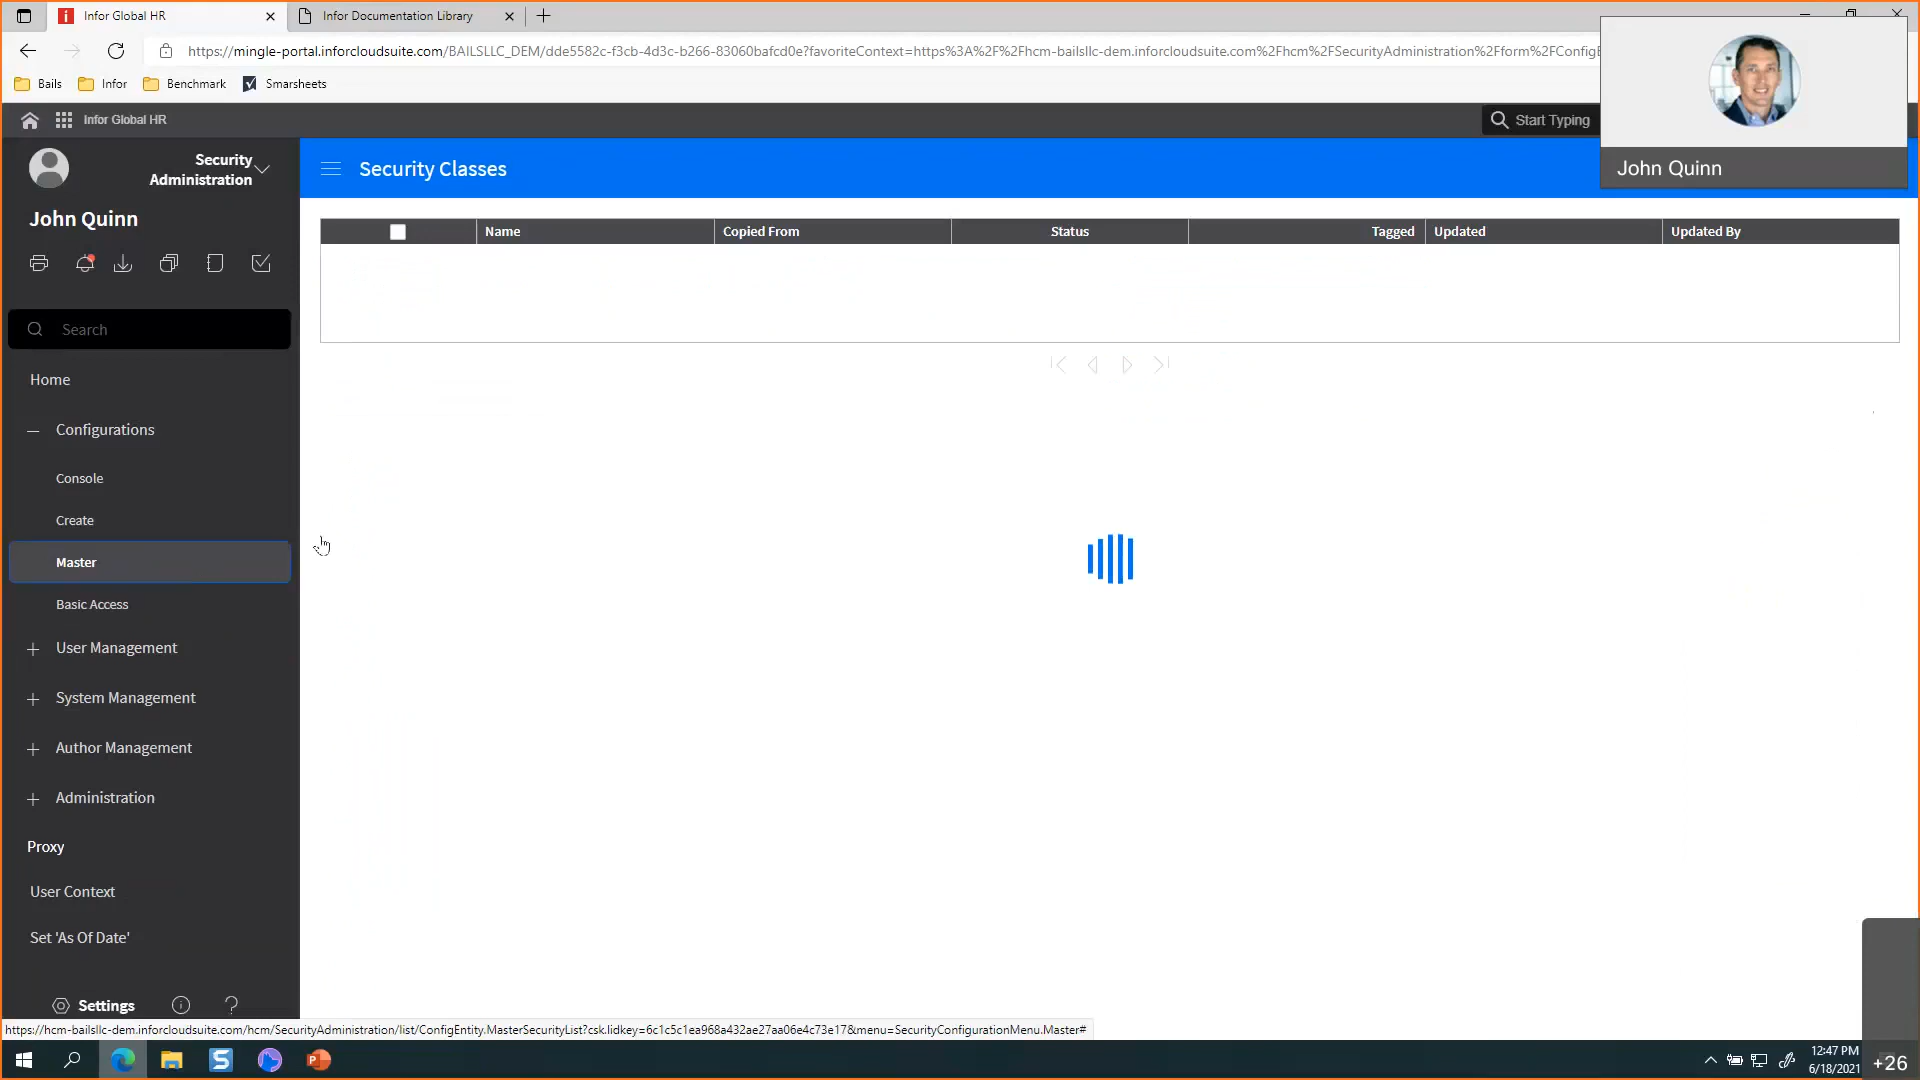 Infor Global HR
Infor Documentation Library
https://mingle-portal.inforcloudsuite.com/BAILSLLC_DEM/dde5582c-f3cb-4d3c-b266-83060bafcd0e?favoriteContext=https%3A%2F%2Fhcm-bailsllc-dem.inforcloudsuite.com%2Fhcm%2FSecurityAdministration%2Fform%2FConfigE
Bails
Infor
Benchmark
Smarsheets
Infor Global HR
Start Typing
John Quinn
Security
Administration
John Quinn
Search
Home
Configurations
Console
Create
Master
Basic Access
User Management
System Management
Author Management
Administration
Proxy
User Context
Set 'As Of Date'
Settings
Security Classes
Name Copied From Status Tagged Updated Updated By
https://hcm-bailsllc-dem.inforcloudsuite.com/hcm/SecurityAdministration/list/ConfigEntity.MasterSecurityList?csk.lidkey=6c1c5c1ea968a432ae27aa06e4c73e17&menu=SecurityConfigurationMenu.Master#
12:47 PM
6/18/2021
+26